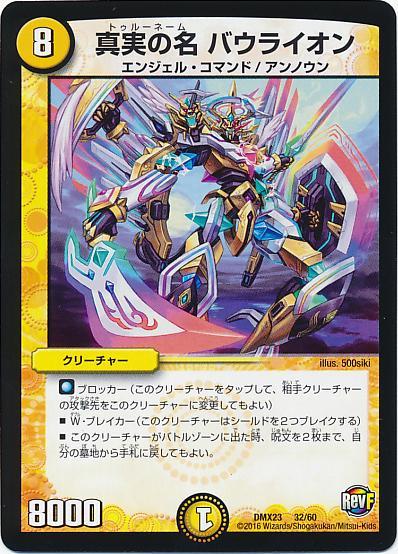 8
トゥルーネーム
真実の名 バウライオン
エンジェル・コマンド / アンノウン
クリーチャー
illus. 500siki
ブロッカー (このクリーチャーをタップして、相手クリーチャー
の攻撃先をこのクリーチャーに変更してもよい)
■ W・ブレイカー (このクリーチャーはシールドを2つブレイクする)
■ このクリーチャーがバトルゾーンに出た時、呪文を2枚まで、自
分の墓地から手札に戻してもよい。
8000
1
DMX23 32/60
©2016 Wizards/Shogakukan/Mitsui-Kids
RevF